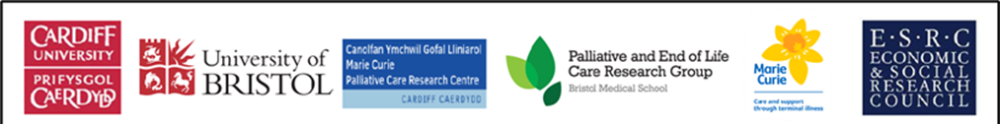 CARDIFF
UNIVERSITY
PRIFYSGOL
CAERDYDD
University of
BRISTOL
Canolfan Ymchwil Gofal Lliniarol
Marie Curie
Palliative Care Research Centre
CARDIFF CAERDYDD
Palliative and End of Life
Care Research Group
Bristol Medical School
Marie
Curie
Care and support
through terminal illness
E·S·R·C
ECONOMIC
& SOCIAL
RESEARCH
COUNCIL